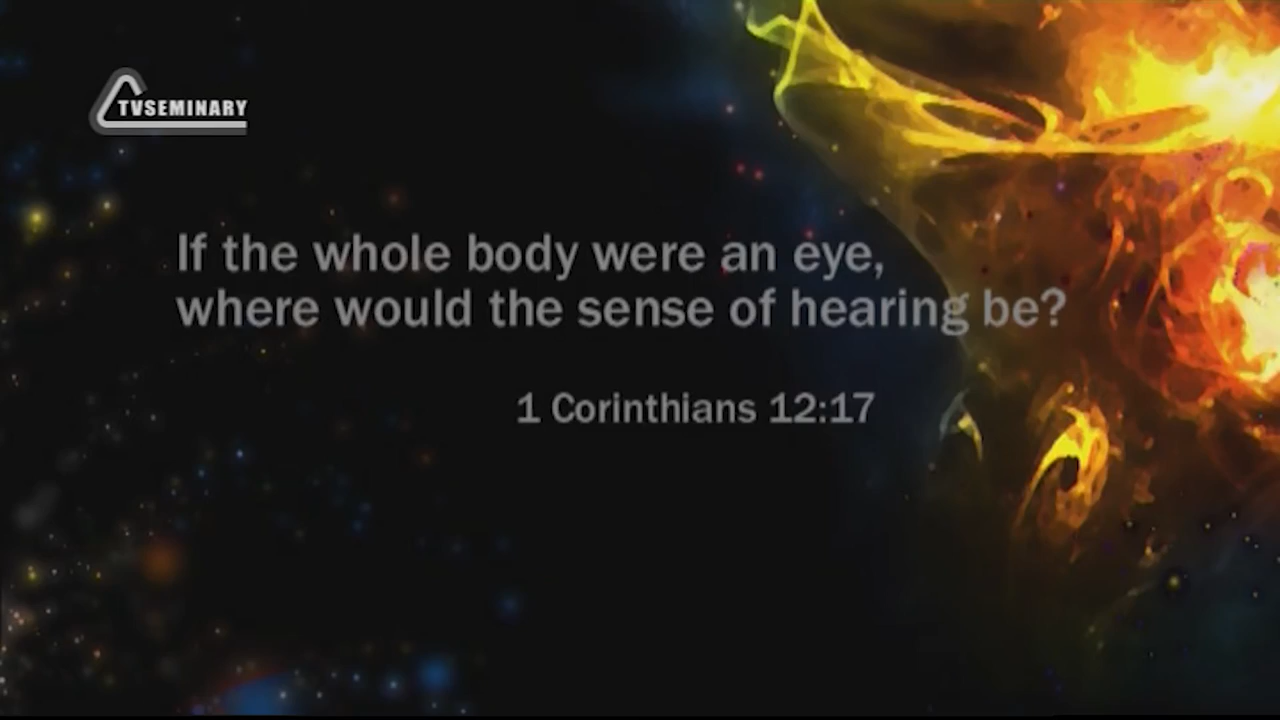 TVSEMINARY
If the whole body were an eye,
where would the sense of hearing be?
1 Corinthians 12:17